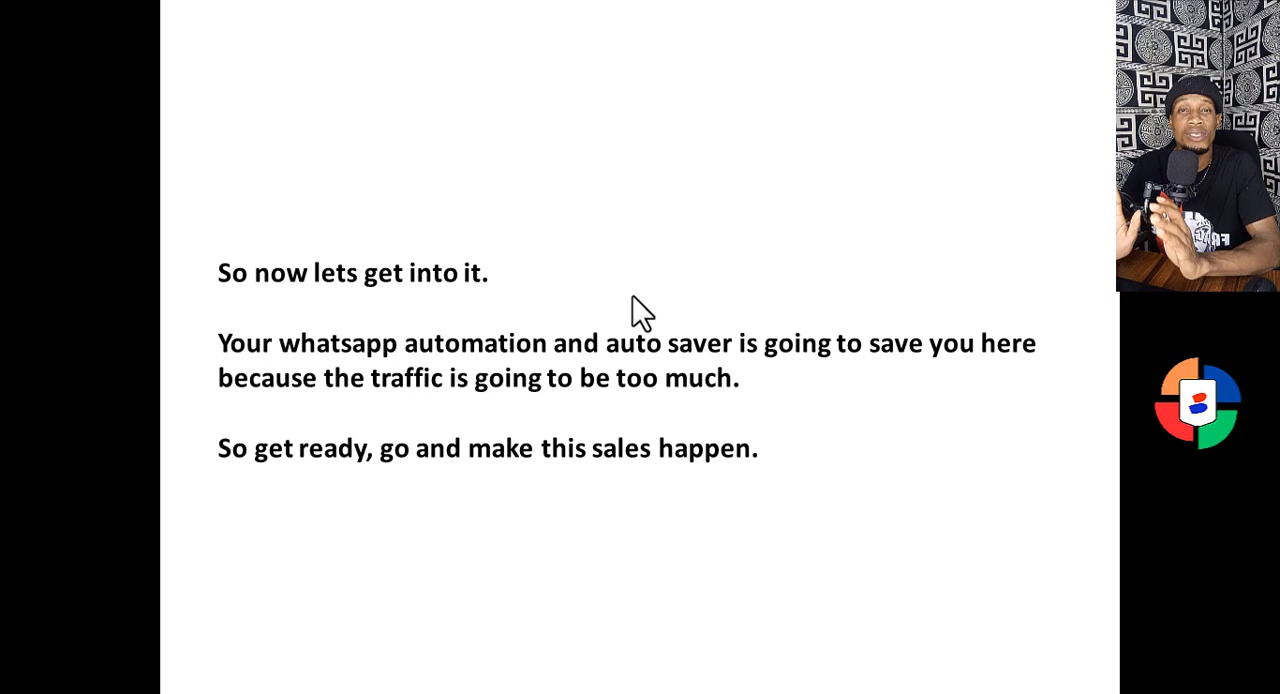 So now lets get into it.
Your whatsapp automation and auto saver is going to save you here
because the traffic is going to be too much.
So get ready, go and make this sales happen.